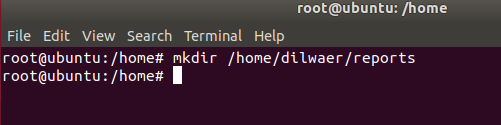 root@ubuntu: /home
File Edit View Search Terminal Help
root@ubuntu:/home# mkdir /home/dilwaer/reports
root@ubuntu:/home#